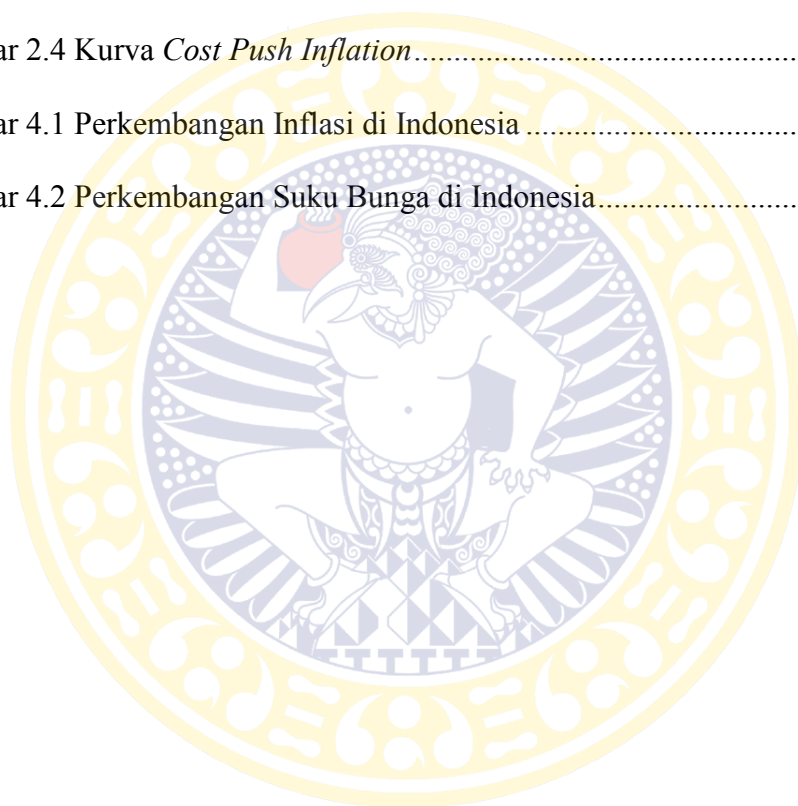 ar 2.4 Kurva Cost Push Inflation................................................
ar 4.1 Perkembangan Inflasi di Indonesia ..................................
ar 4.2 Perkembangan Suku Bunga di Indonesia.........................